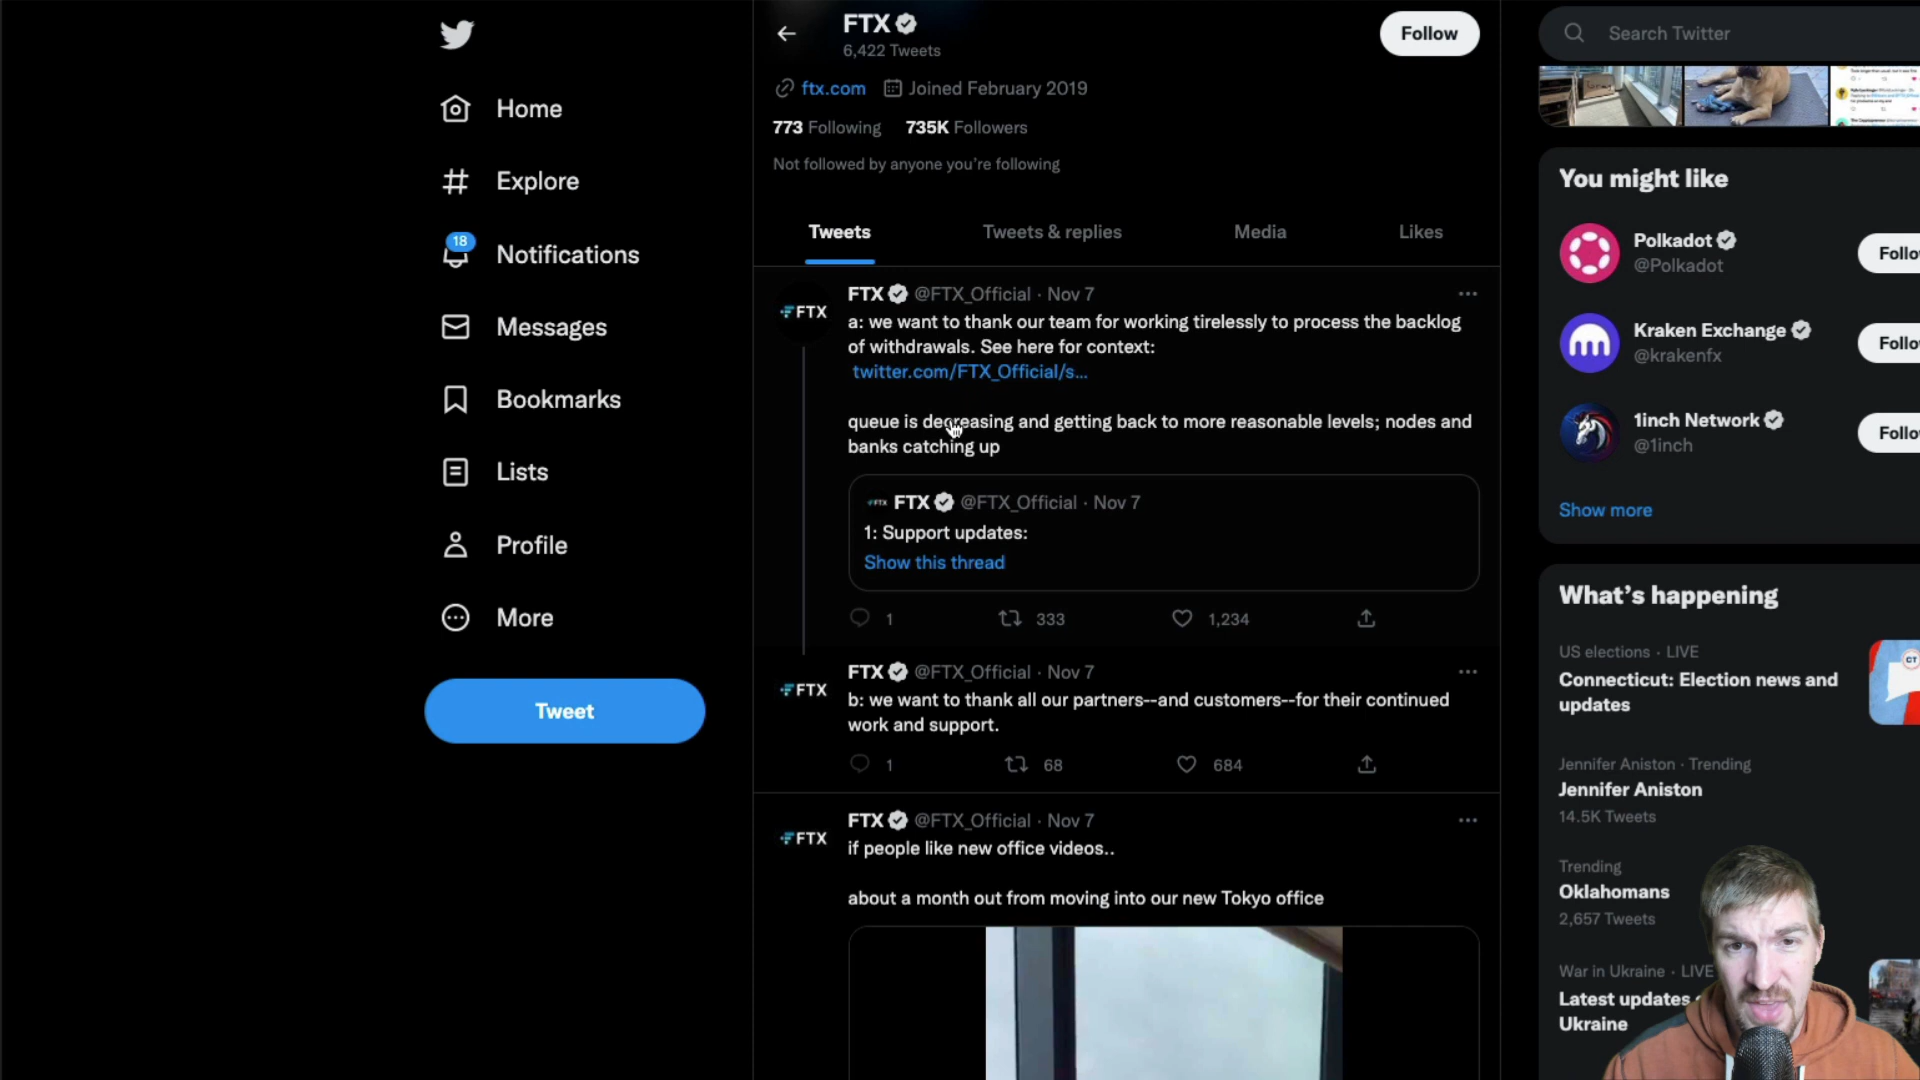 Home
Explore
18
Notifications
Messages
Bookmarks
Lists
Profile
More
Tweet
FTX
6,422 Tweets
Follow
ftx.com Joined February 2019
773 Following 735K Followers
Not followed by anyone you're following
Tweets Tweets & replies Media Likes
FTX @FTX_Official · Nov 7
a: we want to thank our team for working tirelessly to process the backlog
of withdrawals. See here for context:
twitter.com/FTX_Official/s...
queue is decreasing and getting back to more reasonable levels; nodes and
banks catching up
FTX @FTX_Official · Nov 7
1: Support updates:
Show this thread
1 333 1,234
FTX
FTX @FTX_Official · Nov 7
b: we want to thank all our partners--and customers--for their continued
work and support.
1 68 684
FTX
FTX @FTX_Official · Nov 7
if people like new office videos..
about a month out from moving into our new Tokyo office
FTX
Search Twitter
You might like
Polkadot
@Polkadot
Follo
Kraken Exchange
@krakenfx
Follo
1inch Network
@1inch
Follo
Show more
What's happening
US elections · LIVE
Connecticut: Election news and
updates
CT
Jennifer Aniston · Trending
Jennifer Aniston
14.5K Tweets
Trending
Oklahomans
2,657 Tweets
War in Ukraine · LIVE
Latest updates
Ukraine